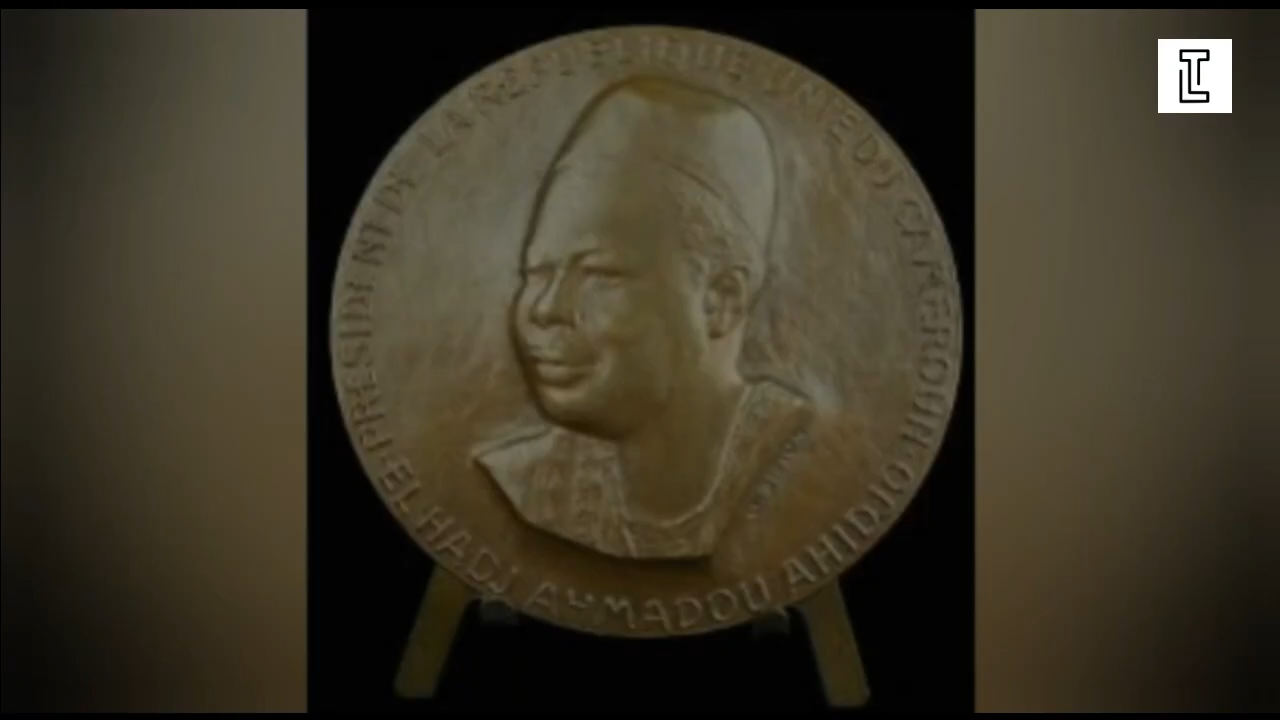 PRESIDENT DE LA REPUBLIQUE UNIE DU CAMEROUN
EL HADJ AHMADOU AHIDJO